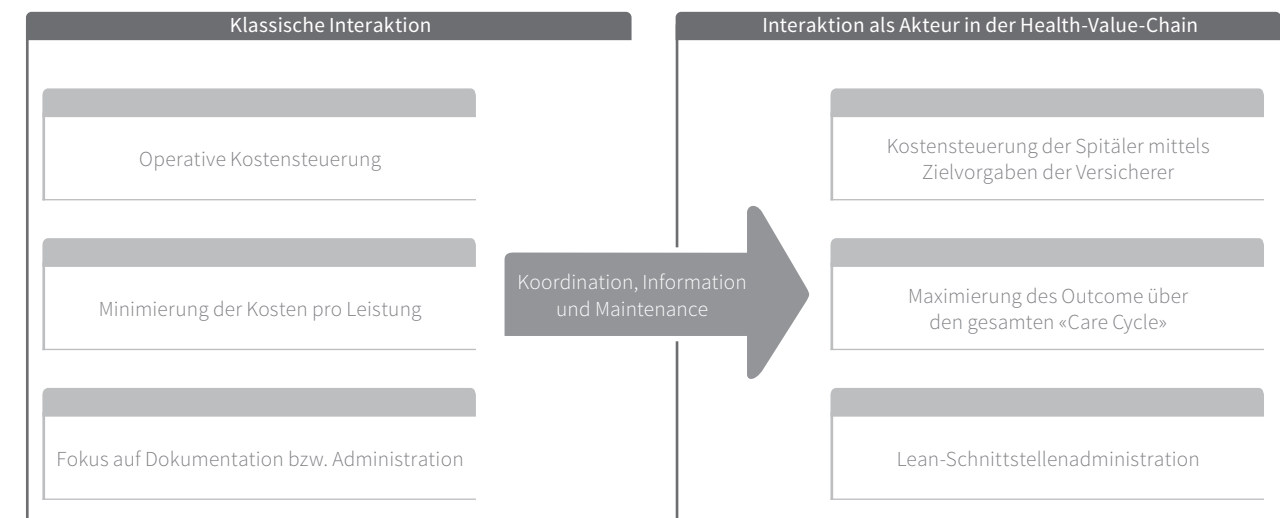 Klassische Interaktion
Operative Kostensteuerung
Minimierung der Kosten pro Leistung
Fokus auf Dokumentation bzw. Administration
Koordination, Information
und Maintenance
Interaktion als Akteur in der Health-Value-Chain
Kostensteuerung der Spitäler mittels
Zielvorgaben der Versicherer
Maximierung des Outcome über
den gesamten «Care Cycle»
Lean-Schnittstellenadministration